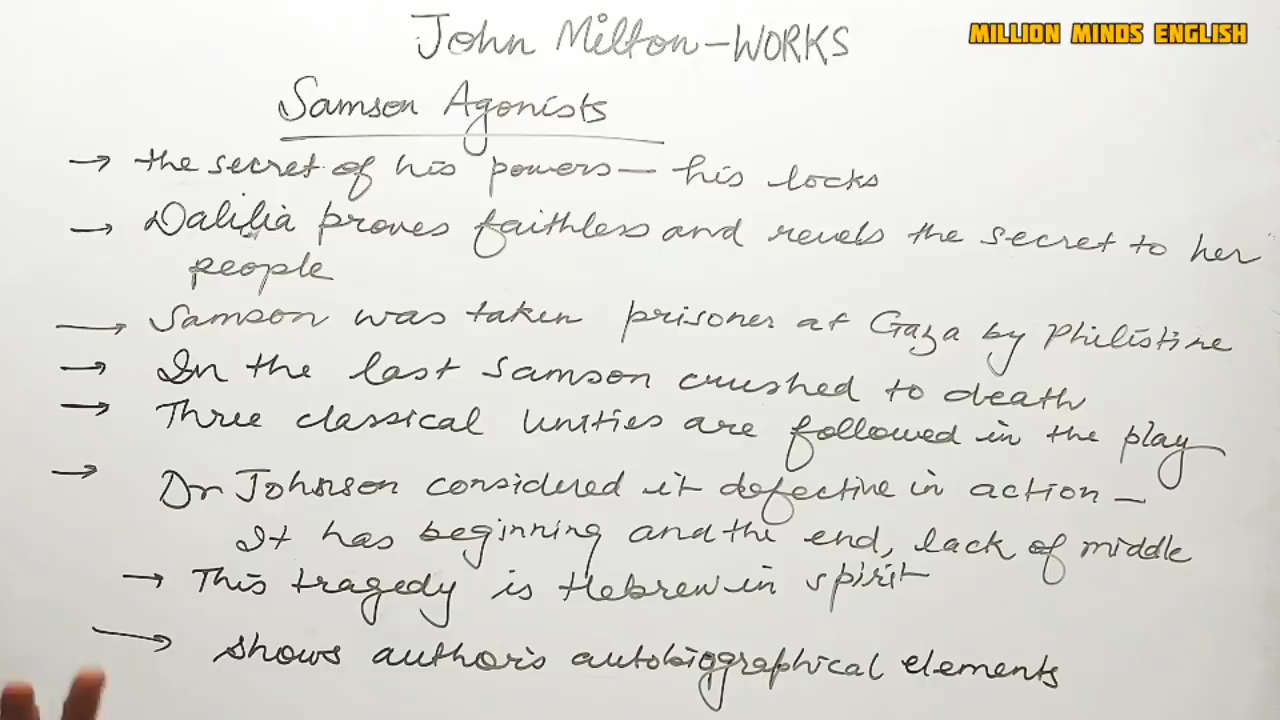 John Milton - WORKS
MILLION MINDS ENGLISH
Samson Agonists
→ the secret of his powers — his locks
→ Dalilia proves faithless and revels the secret to her
people
→ Samson was taken prisoner at Gaza by Philistine
→ In the last Samson crushed to death
→ Three classical Unities are followed in the play
→ Dr Johnson considered it defective in action —
It has beginning and the end, lack of middle
→ This tragedy is Hebrew in spirit
→ shows author's autobiographical elements